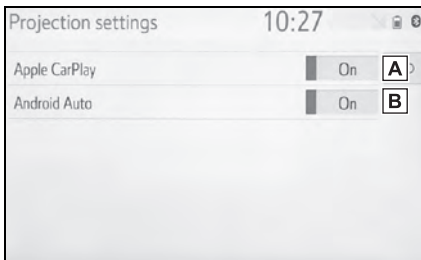 Projection settings 10:27
Apple CarPlay On A
Android Auto On B